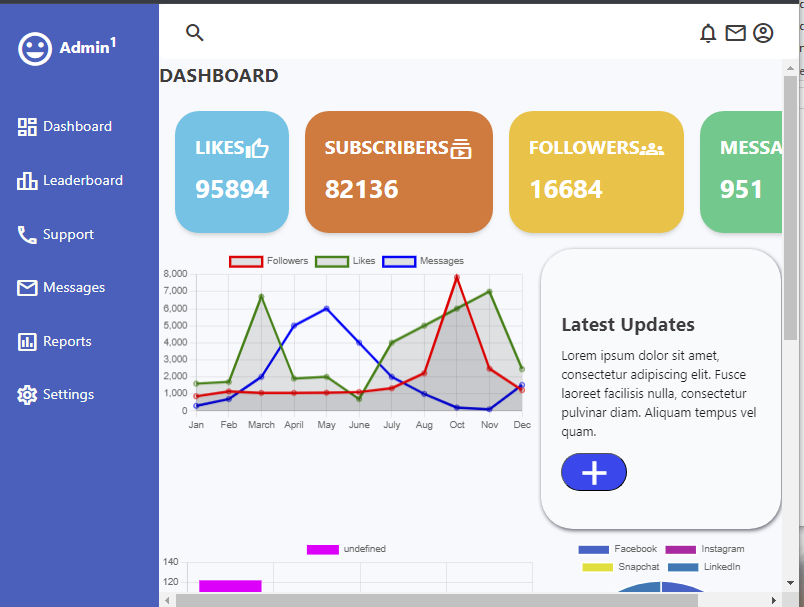 Admin1
DASHBOARD
Dashboard
Leaderboard
Support
Messages
Reports
Settings
LIKES
95894
SUBSCRIBERS
82136
FOLLOWERS
16684
MESSA
951
Followers Likes Messages
8,000
7,000
6,000
5,000
4,000
3,000
2,000
1,000
0
Jan Feb March April May June July Aug Oct Nov Dec
Latest Updates
Lorem ipsum dolor sit amet,
consectetur adipiscing elit. Fusce
laoreet facilisis nulla, consectetur
pulvinar diam. Aliquam tempus vel
quam.
undefined
140
120
Facebook Instagram
Snapchat LinkedIn